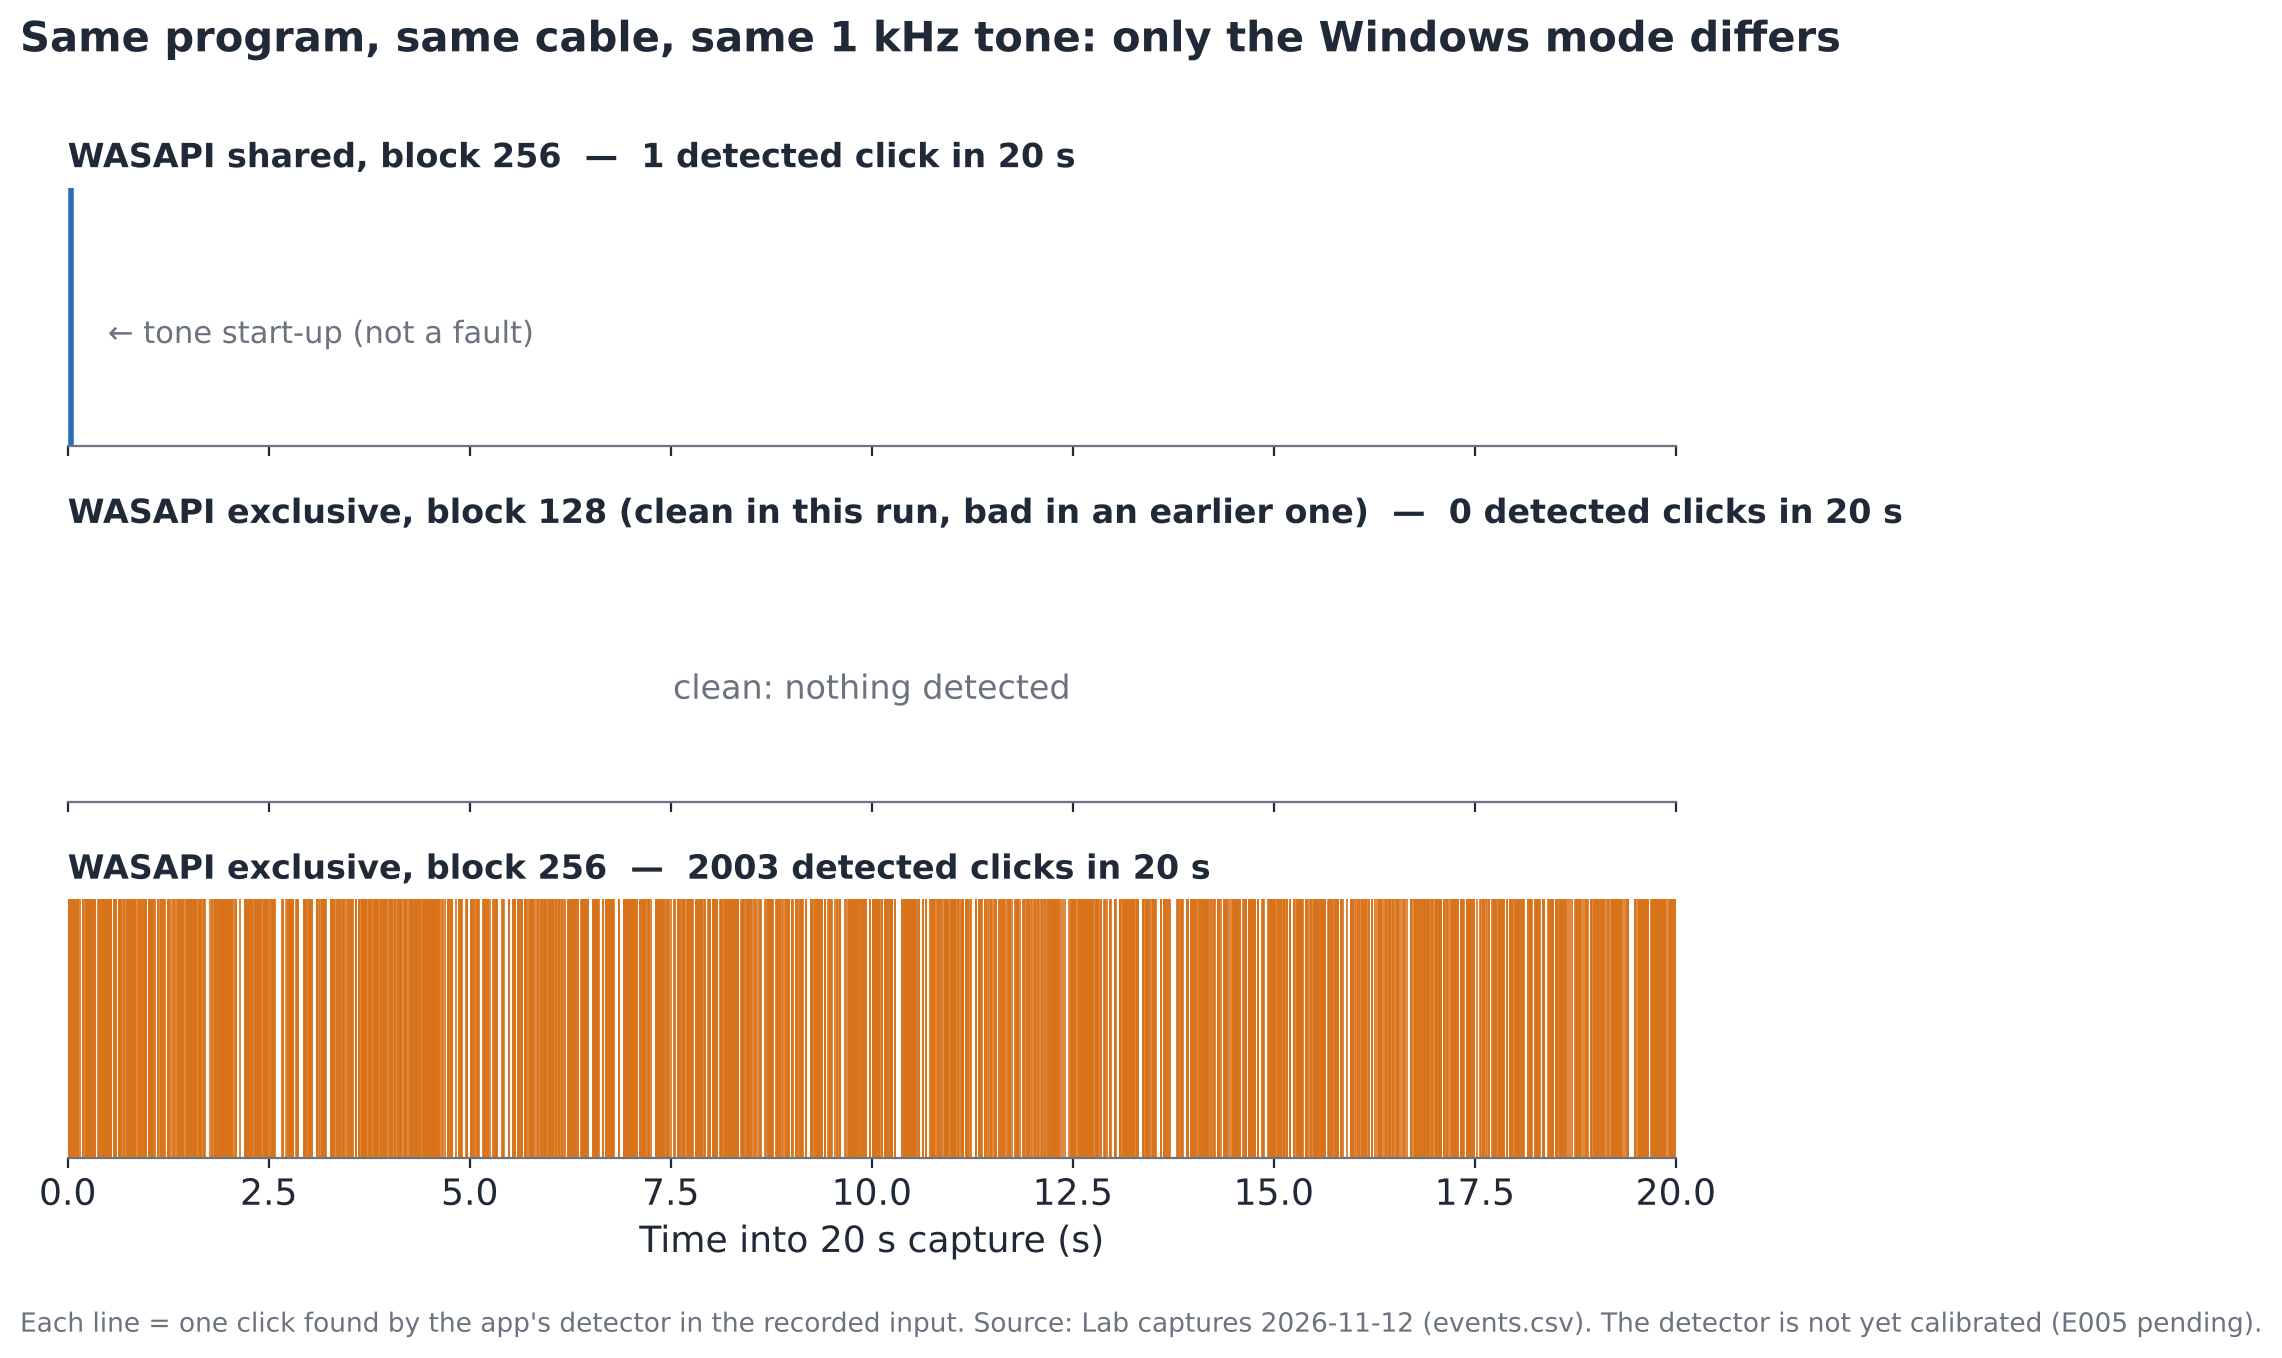 Same program, same cable, same 1 kHz tone: only the Windows mode differs
WASAPI shared, block 256 — 1 detected click in 20 s
← tone start-up (not a fault)
WASAPI exclusive, block 128 (clean in this run, bad in an earlier one) — 0 detected clicks in 20 s
clean: nothing detected
WASAPI exclusive, block 256 — 2003 detected clicks in 20 s
0.0 2.5 5.0 7.5 10.0 12.5 15.0 17.5 20.0
Time into 20 s capture (s)
Each line = one click found by the app's detector in the recorded input. Source: Lab captures 2026-11-12 (events.csv). The detector is not yet calibrated (E005 pending).